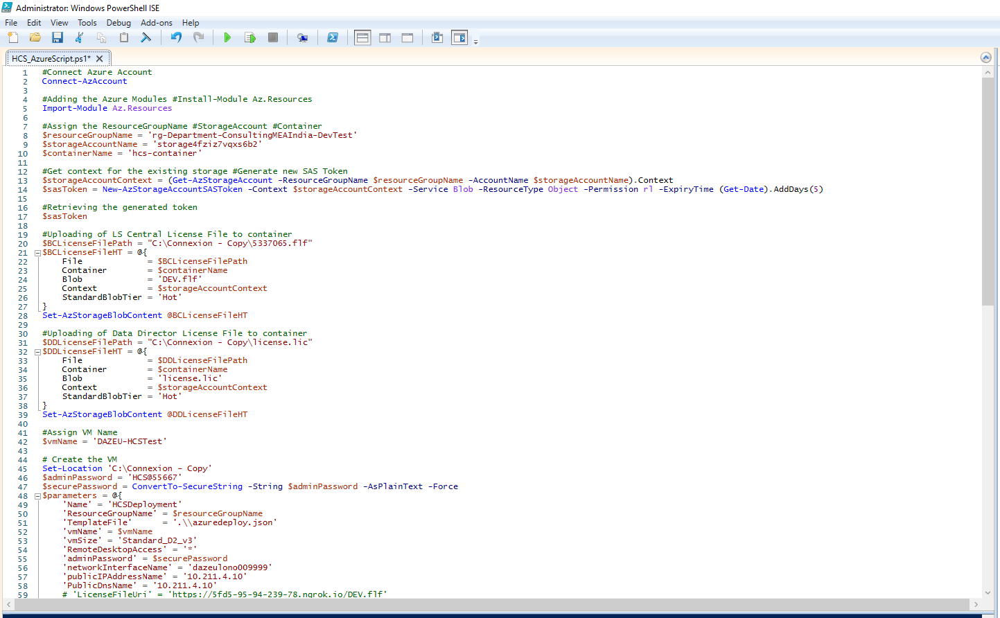 Administrator: Windows PowerShell ISE
File Edit View Tools Debug Add-ons Help
HCS_AzureScript.ps1*
1 #Connect Azure Account
2 Connect-AzAccount
3
4 #Adding the Azure Modules #Install-Module Az.Resources
5 Import-Module Az.Resources
6
7 #Assign the ResourceGroupName #StorageAccount #Container
8 $resourceGroupName = 'rg-Department-ConsultingMEAIndia-DevTest'
9 $storageAccountName = 'storage4fziz7vqxs6b2'
10 $containerName = 'hcs-container'
11
12 #Get context for the existing storage #Generate new SAS Token
13 $storageAccountContext = (Get-AzStorageAccount -ResourceGroupName $resourceGroupName -AccountName $storageAccountName).Context
14 $sasToken = New-AzStorageAccountSASToken -Context $storageAccountContext -Service Blob -ResourceType Object -Permission rl -ExpiryTime (Get-Date).AddDays(5)
15
16 #Retrieving the generated token
17 $sasToken
18
19 #Uploading of LS Central License File to container
20 $BCLicenseFilePath = "C:\Connexion - Copy\5337065.flf"
21 $BCLicenseFileHT = @{
22 File = $BCLicenseFilePath
23 Container = $containerName
24 Blob = 'DEV.flf'
25 Context = $storageAccountContext
26 StandardBlobTier = 'Hot'
27 }
28 Set-AzStorageBlobContent @BCLicenseFileHT
29
30 #Uploading of Data Director License File to container
31 $DDLicenseFilePath = "C:\Connexion - Copy\license.lic"
32 $DDLicenseFileHT = @{
33 File = $DDLicenseFilePath
34 Container = $containerName
35 Blob = 'license.lic'
36 Context = $storageAccountContext
37 StandardBlobTier = 'Hot'
38 }
39 Set-AzStorageBlobContent @DDLicenseFileHT
40
41 #Assign VM Name
42 $vmName = 'DAZEU-HCSTest'
43
44 # Create the VM
45 Set-Location 'C:\Connexion - Copy'
46 $adminPassword = 'HCS@55667'
47 $securePassword = ConvertTo-SecureString -String $adminPassword -AsPlainText -Force
48 $parameters = @{
49 'Name' = 'HCSDeployment'
50 'ResourceGroupName' = $resourceGroupName
51 'TemplateFile' = '.\\azuredeploy.json'
52 'vmName' = $vmName
53 'vmSize' = 'Standard_D2_v3'
54 'RemoteDesktopAccess' = '*'
55 'adminPassword' = $securePassword
56 'networkInterfaceName' = 'dazeulono009999'
57 'publicIPAddressName' = '10.211.4.10'
58 'PublicDnsName' = '10.211.4.10'
59 # 'LicenseFileUri' = 'https://5fd5-95-94-239-78.ngrok.io/DEV.flf'